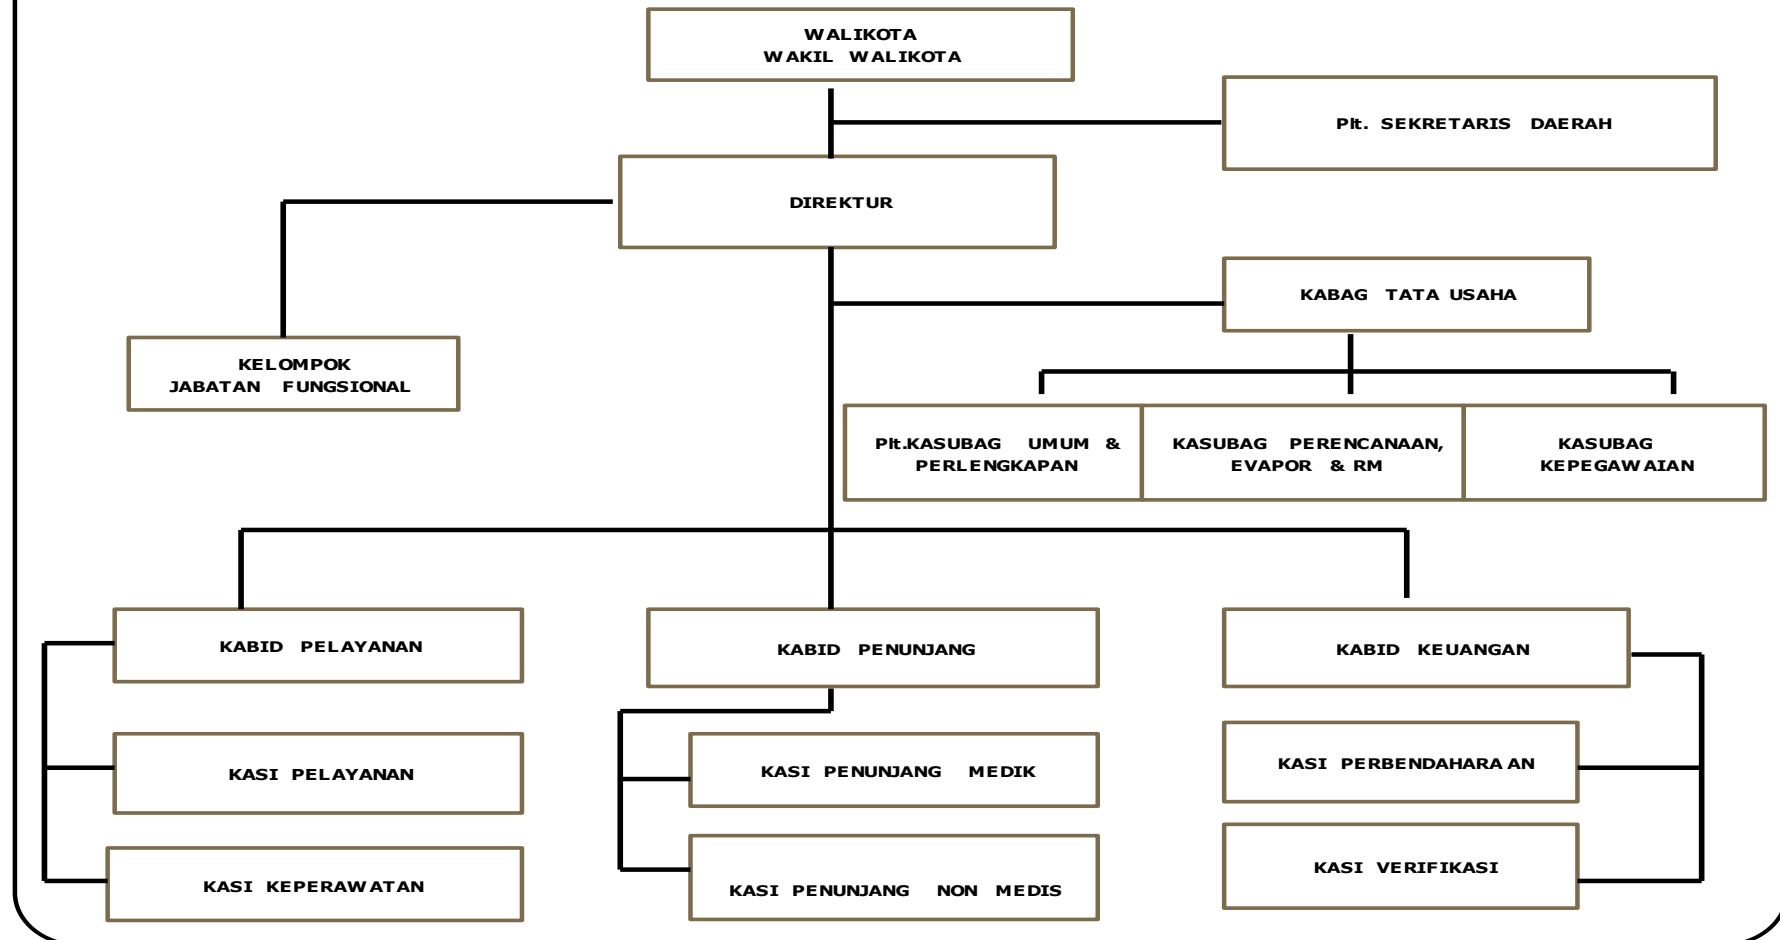 WALIKOTA
WAKIL WALIKOTA
Plt. SEKRETARIS DAERAH
DIREKTUR
KABAG TATA USAHA
KELOMPOK
JABATAN FUNGSIONAL
Plt.KASUBAG UMUM &
PERLENGKAPAN
KASUBAG PERENCANAAN,
EVAPOR & RM
KASUBAG
KEPEGAWAIAN
KABID PELAYANAN
KABID PENUNJANG
KABID KEUANGAN
KASI PELAYANAN
KASI PENUNJANG MEDIK
KASI PERBENDAHARAAN
KASI KEPERAWATAN
KASI PENUNJANG NON MEDIS
KASI VERIFIKASI